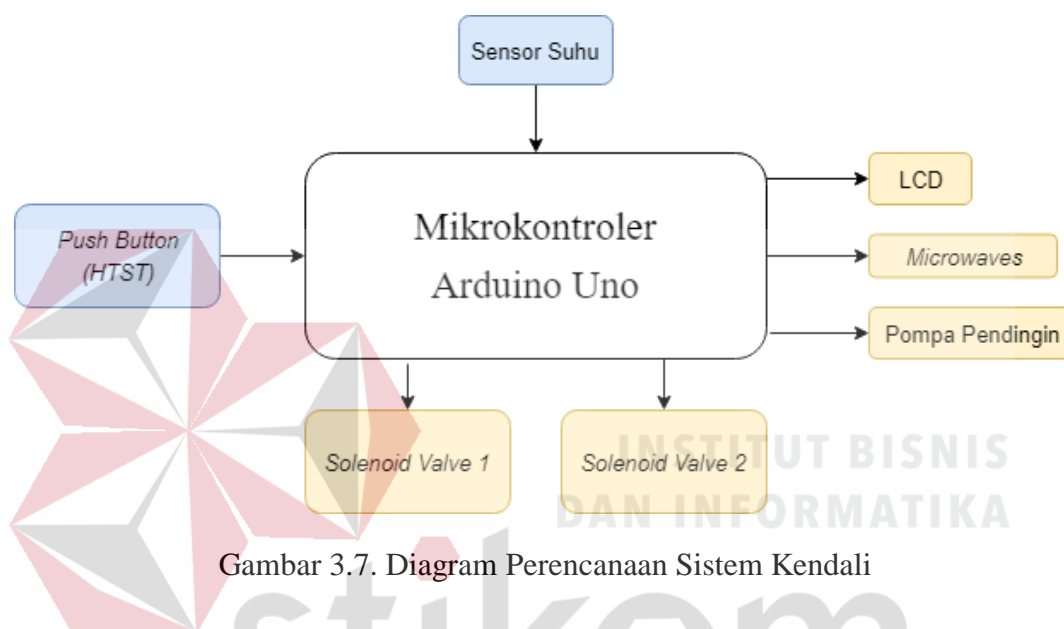 Sensor Suhu
LCD
Mikrokontroler
Arduino Uno
Push Button
(HTST)
Microwaves
Pompa Pendingin
Solenoid Valve 1
Solenoid Valve 2
INSTITUT BISNIS
DAN INFORMATIKA
Gambar 3.7. Diagram Perencanaan Sistem Kendali
stikom